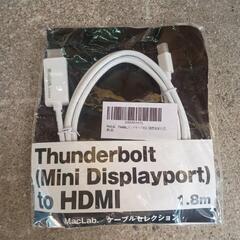 Thunderbolt
(Mini Displayport)
to HDMI
1.8m
MacLab. ケーブルセレクション